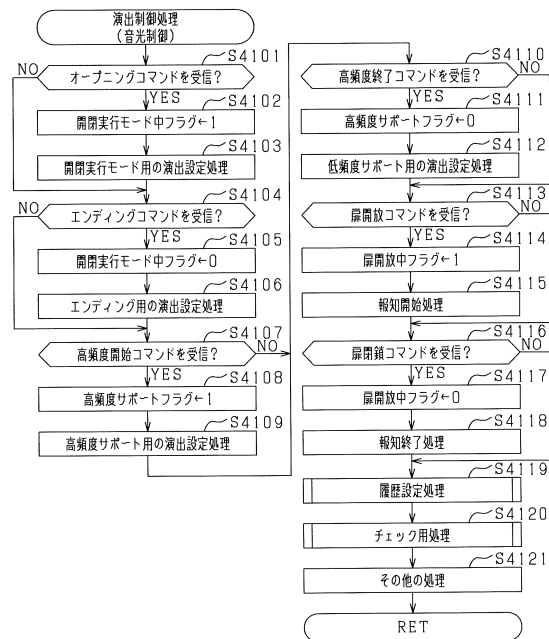 演出制御処理
(音光制御)
S4101
オープニングコマンドを受信?
NO
YES
S4102
開閉実行モード中フラグ←1
S4103
開閉実行モード用の演出設定処理
S4104
エンディングコマンドを受信?
NO
YES
S4105
開閉実行モード中フラグ←0
S4106
エンディング用の演出設定処理
S4107
高頻度開始コマンドを受信?
NO
YES
S4108
高頻度サポートフラグ←1
S4109
高頻度サポート用の演出設定処理
S4110
高頻度終了コマンドを受信?
NO
YES
S4111
高頻度サポートフラグ←0
S4112
低頻度サポート用の演出設定処理
S4113
扉開放コマンドを受信?
NO
YES
S4114
扉開放中フラグ←1
S4115
報知開始処理
S4116
扉閉鎖コマンドを受信?
NO
YES
S4117
扉開放中フラグ←0
S4118
報知終了処理
S4119
履歴設定処理
S4120
チェック用処理
S4121
その他の処理
RET